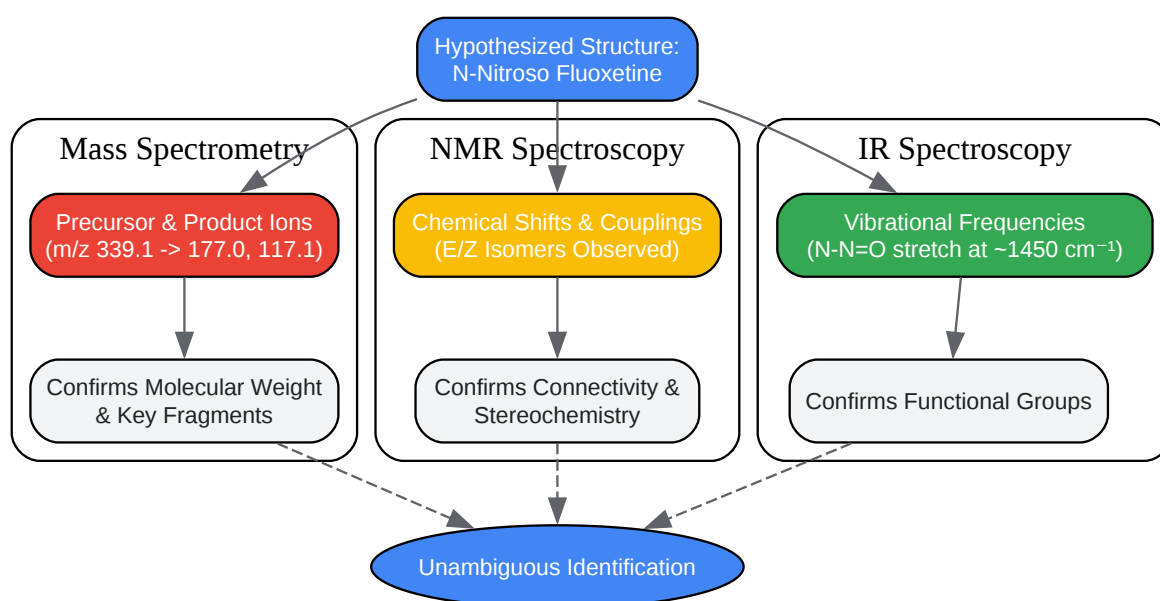 Hypothesized Structure:
N-Nitroso Fluoxetine
Mass Spectrometry
NMR Spectroscopy
IR Spectroscopy
Precursor & Product Ions
(m/z 339.1 -> 177.0, 117.1)
Chemical Shifts & Couplings
(E/Z Isomers Observed)
Vibrational Frequencies
(N-N=O stretch at ~1450 cm⁻¹)
Confirms Molecular Weight
& Key Fragments
Confirms Connectivity &
Stereochemistry
Confirms Functional Groups
Unambiguous Identification